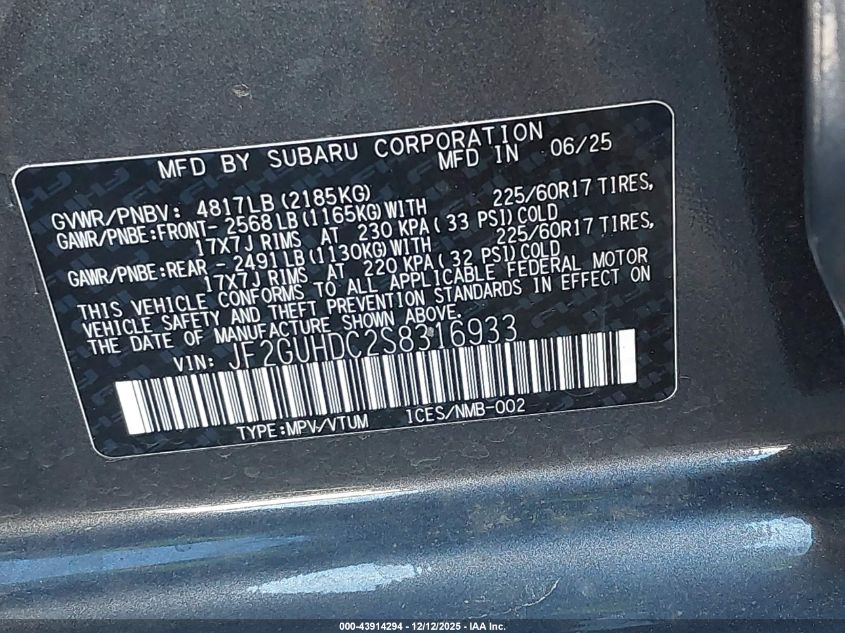 MFD BY SUBARU CORPORATION
MFD IN 06/25
GVWR/PNBV: 4817LB(2185KG)
GAWR/PNBE:FRONT- 2568LB(1165KG)WITH 225/60R17 TIRES,
17X7J RIMS AT 230 KPA( 33 PSI)COLD
GAWR/PNBE:REAR - 2491LB(1130KG)WITH 225/60R17 TIRES,
17X7J RIMS AT 220 KPA( 32 PSI)COLD
THIS VEHICLE CONFORMS TO ALL APPLICABLE FEDERAL MOTOR
VEHICLE SAFETY AND THEFT PREVENTION STANDARDS IN EFFECT ON
THE DATE OF MANUFACTURE SHOWN ABOVE.
VIN: JF2GUHDC2S8316933
TYPE:MPV/VTUM ICES/NMB-002
000-43914294 - 12/12/2025 - IAA Inc.